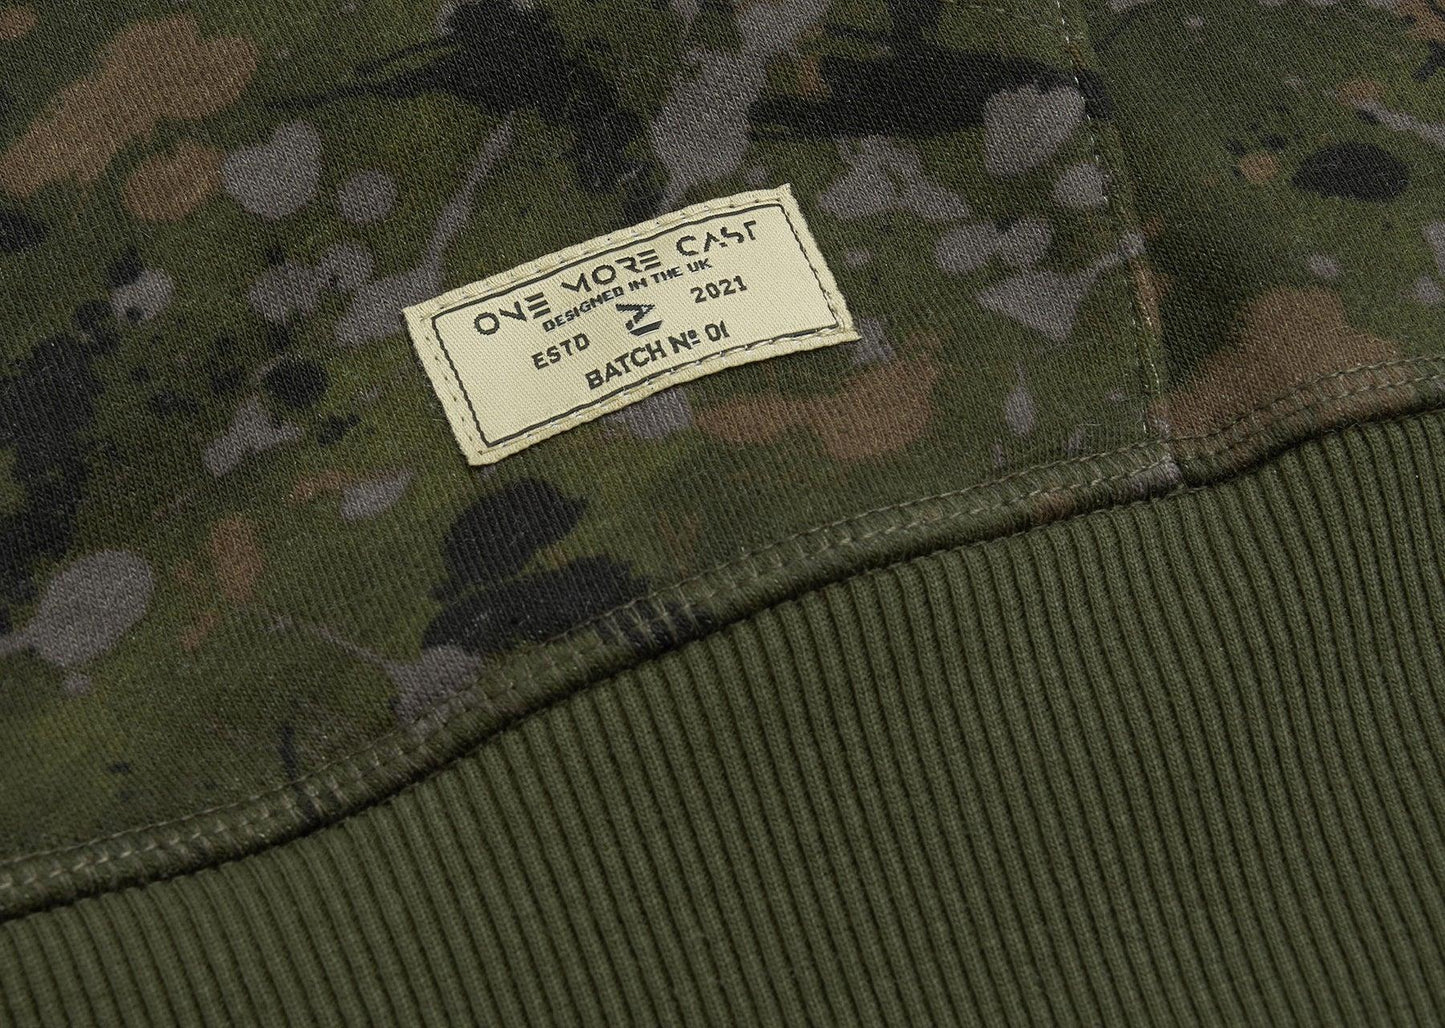 ONE MORE CAST
DESIGNED IN THE UK
ESTD 2021
BATCH Nº 01